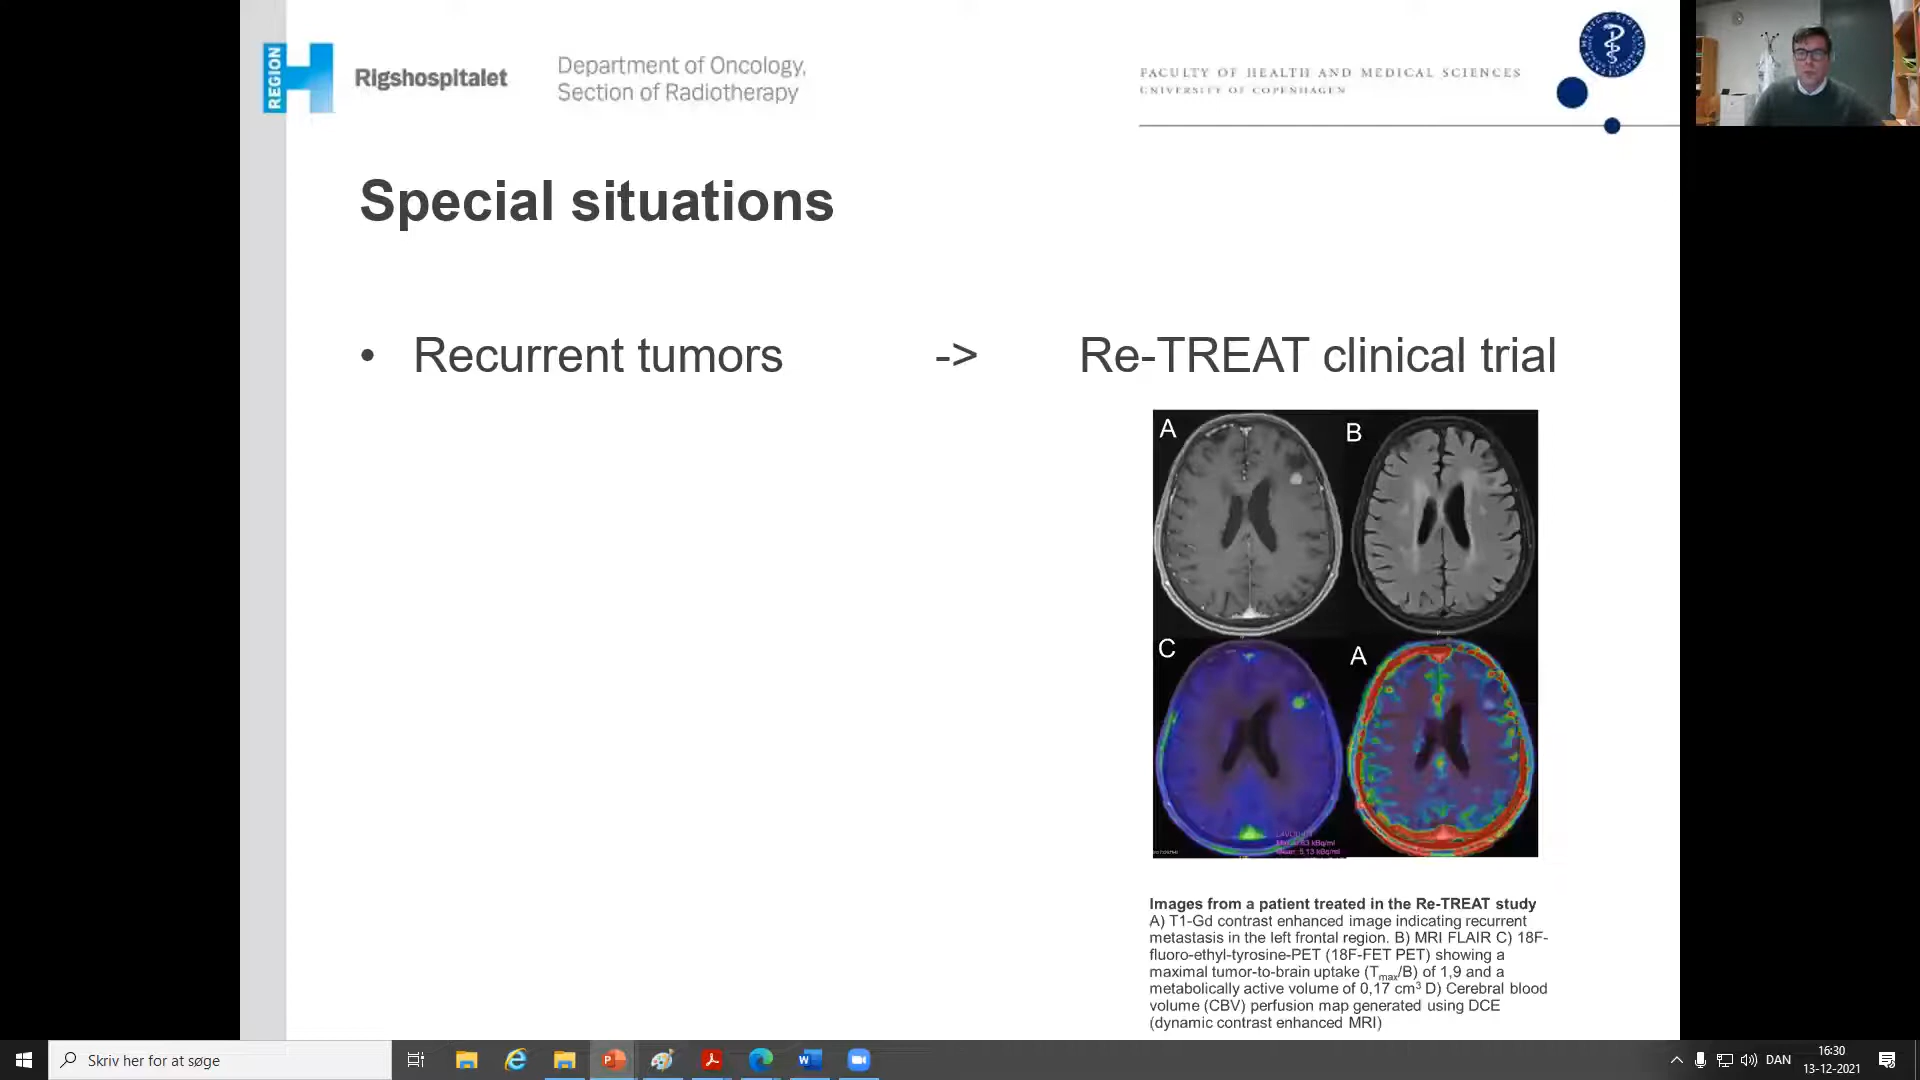 REGION
Rigshospitalet
Department of Oncology,
Section of Radiotherapy
FACULTY OF HEALTH AND MEDICAL SCIENCES
UNIVERSITY OF COPENHAGEN
Special situations
• Recurrent tumors -> Re-TREAT clinical trial
A B
C A
Images from a patient treated in the Re-TREAT study
A) T1-Gd contrast enhanced image indicating recurrent
metastasis in the left frontal region. B) MRI FLAIR C) 18F-
fluoro-ethyl-tyrosine-PET (18F-FET PET) showing a
maximal tumor-to-brain uptake (Tmax/B) of 1,9 and a
metabolically active volume of 0,17 cm³ D) Cerebral blood
volume (CBV) perfusion map generated using DCE
(dynamic contrast enhanced MRI)
Skriv her for at søge
DAN
16:30
13-12-2021